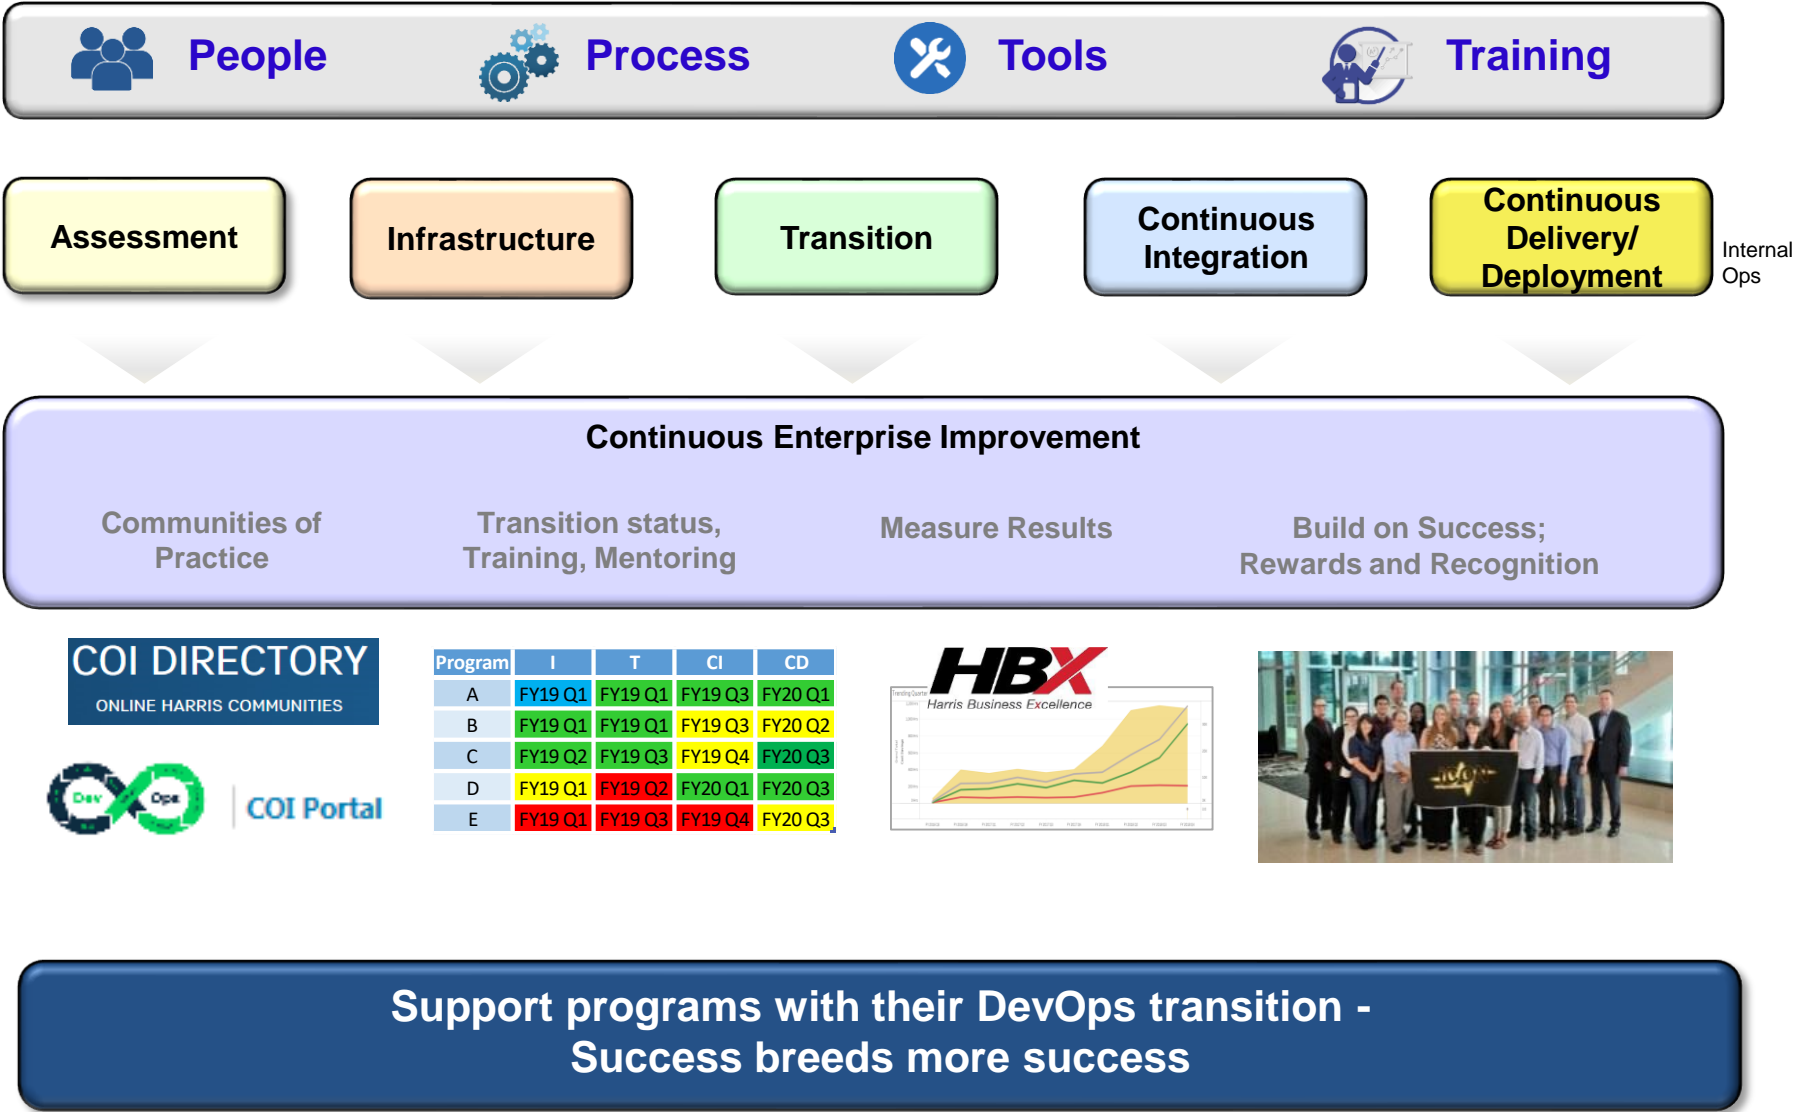 People
Process
Tools
Training
Assessment
Infrastructure
Transition
Continuous
Integration
Continuous
Delivery/
Deployment
Internal
Ops
Continuous Enterprise Improvement
Communities of
Practice
Transition status,
Training, Mentoring
Measure Results
Build on Success;
Rewards and Recognition
COI DIRECTORY
ONLINE HARRIS COMMUNITIES
Dev Ops
COI Portal
Program I T CI CD
A FY19 Q1 FY19 Q1 FY19 Q3 FY20 Q1
B FY19 Q1 FY19 Q1 FY19 Q3 FY20 Q2
C FY19 Q2 FY19 Q3 FY19 Q4 FY20 Q3
D FY19 Q1 FY19 Q2 FY20 Q1 FY20 Q3
E FY19 Q1 FY19 Q3 FY19 Q4 FY20 Q3
HBX
Harris Business Excellence
Trending Quarter
Support programs with their DevOps transition -
Success breeds more success